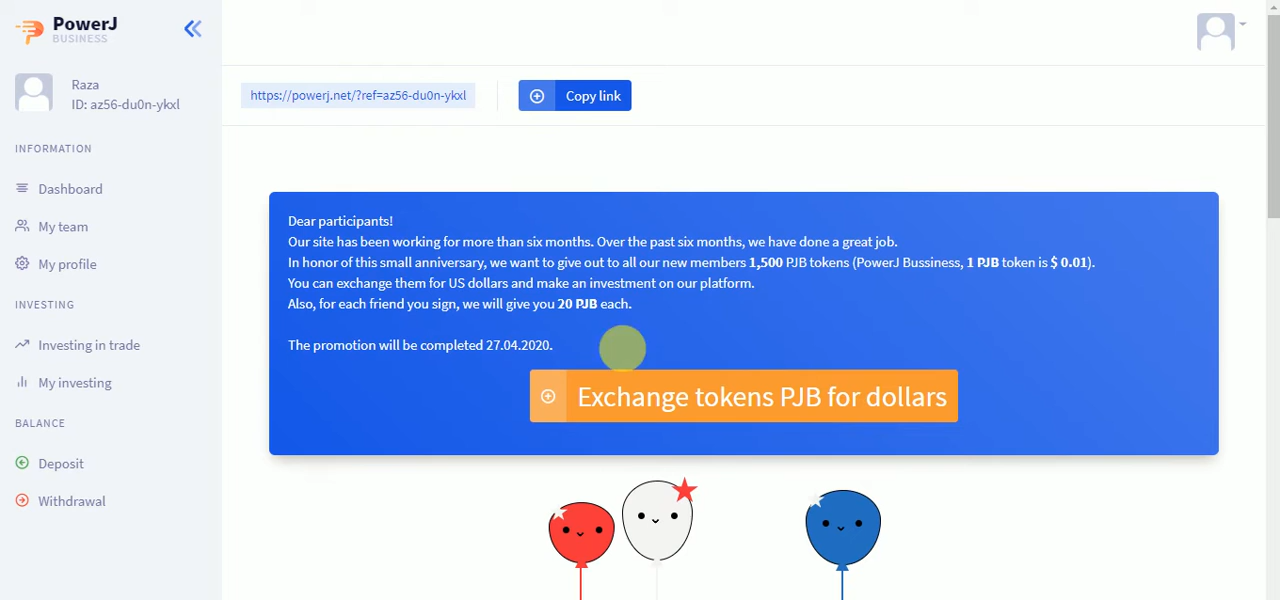 PowerJ
BUSINESS
Raza
ID: az56-du0n-ykxl
INFORMATION
Dashboard
My team
My profile
INVESTING
Investing in trade
My investing
BALANCE
Deposit
Withdrawal
https://powerj.net/?ref=az56-du0n-ykxl
Copy link
Dear participants!
Our site has been working for more than six months. Over the past six months, we have done a great job.
In honor of this small anniversary, we want to give out to all our new members 1,500 PJB tokens (PowerJ Bussiness, 1 PJB token is $ 0.01).
You can exchange them for US dollars and make an investment on our platform.
Also, for each friend you sign, we will give you 20 PJB each.
The promotion will be completed 27.04.2020.
Exchange tokens PJB for dollars